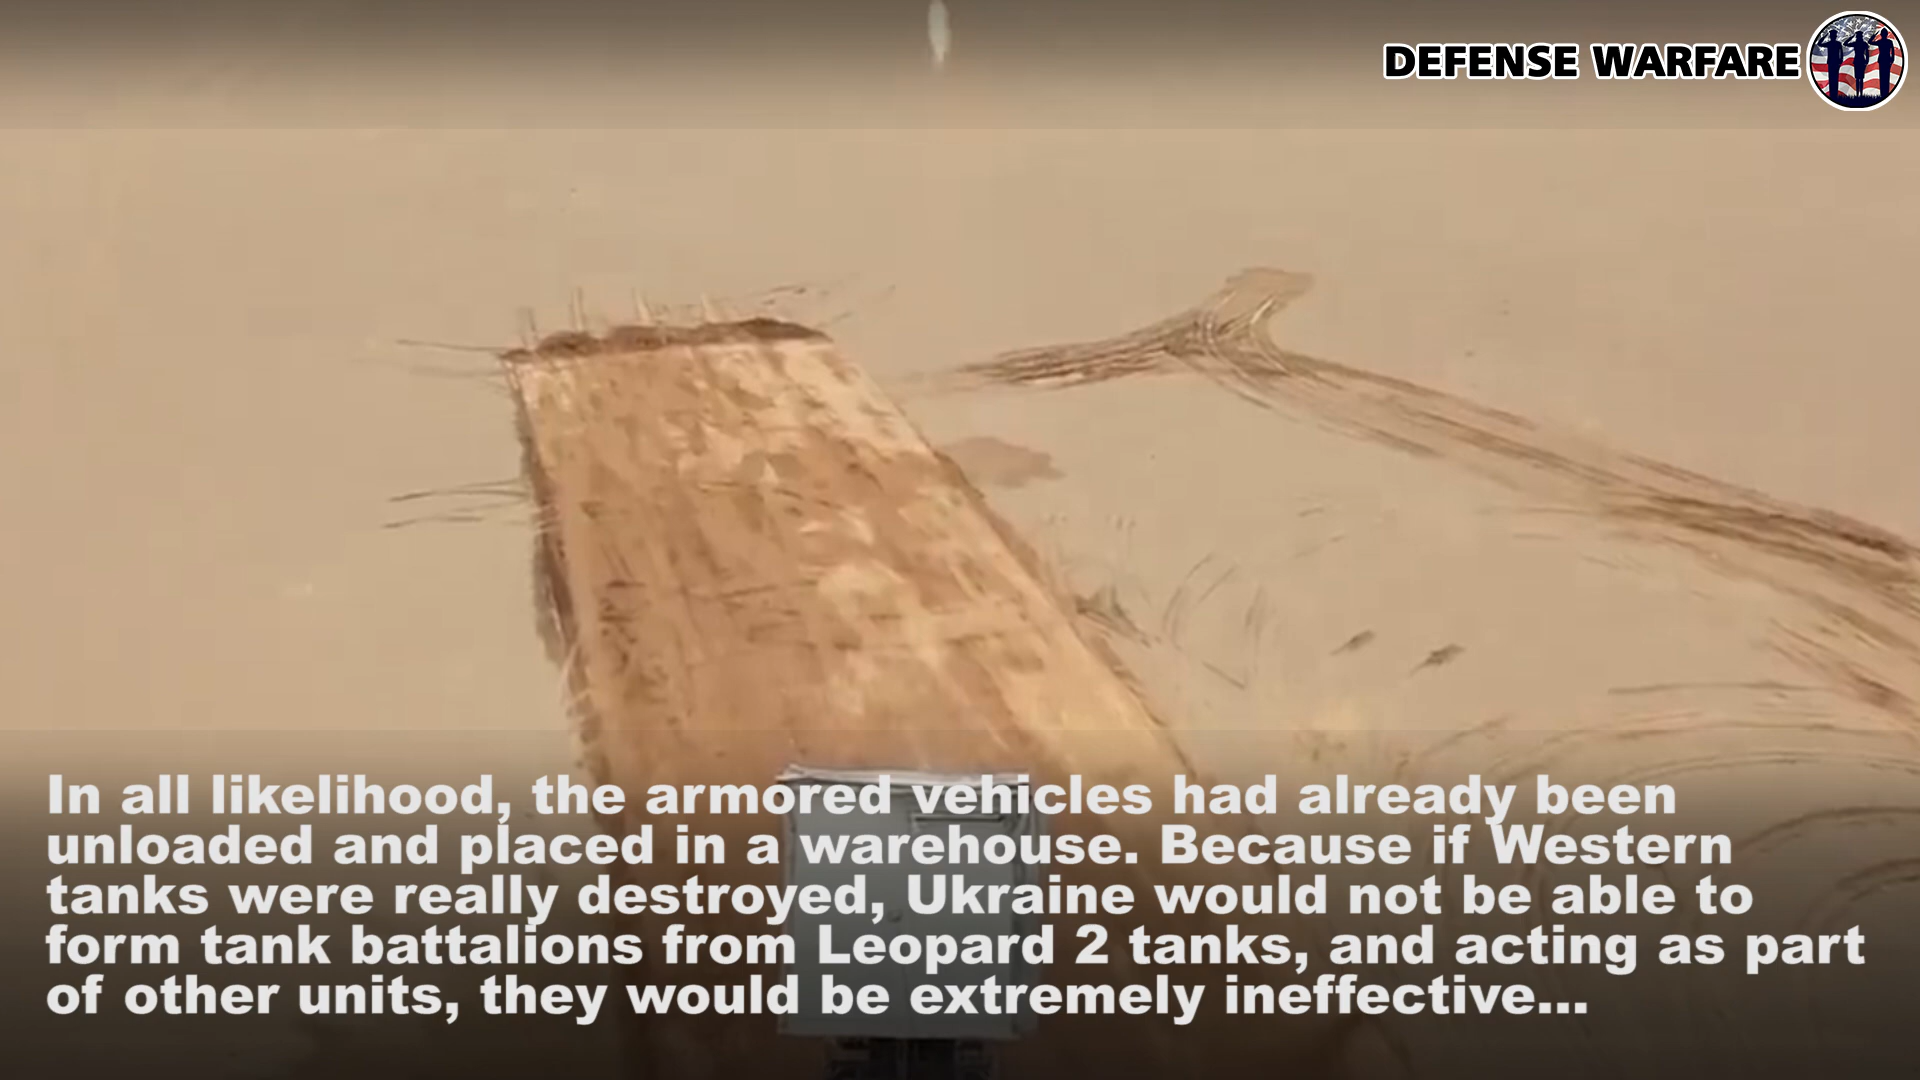 DEFENSE WARFARE
In all likelihood, the armored vehicles had already been
unloaded and placed in a warehouse. Because if Western
tanks were really destroyed, Ukraine would not be able to
form tank battalions from Leopard 2 tanks, and acting as part
of other units, they would be extremely ineffective...